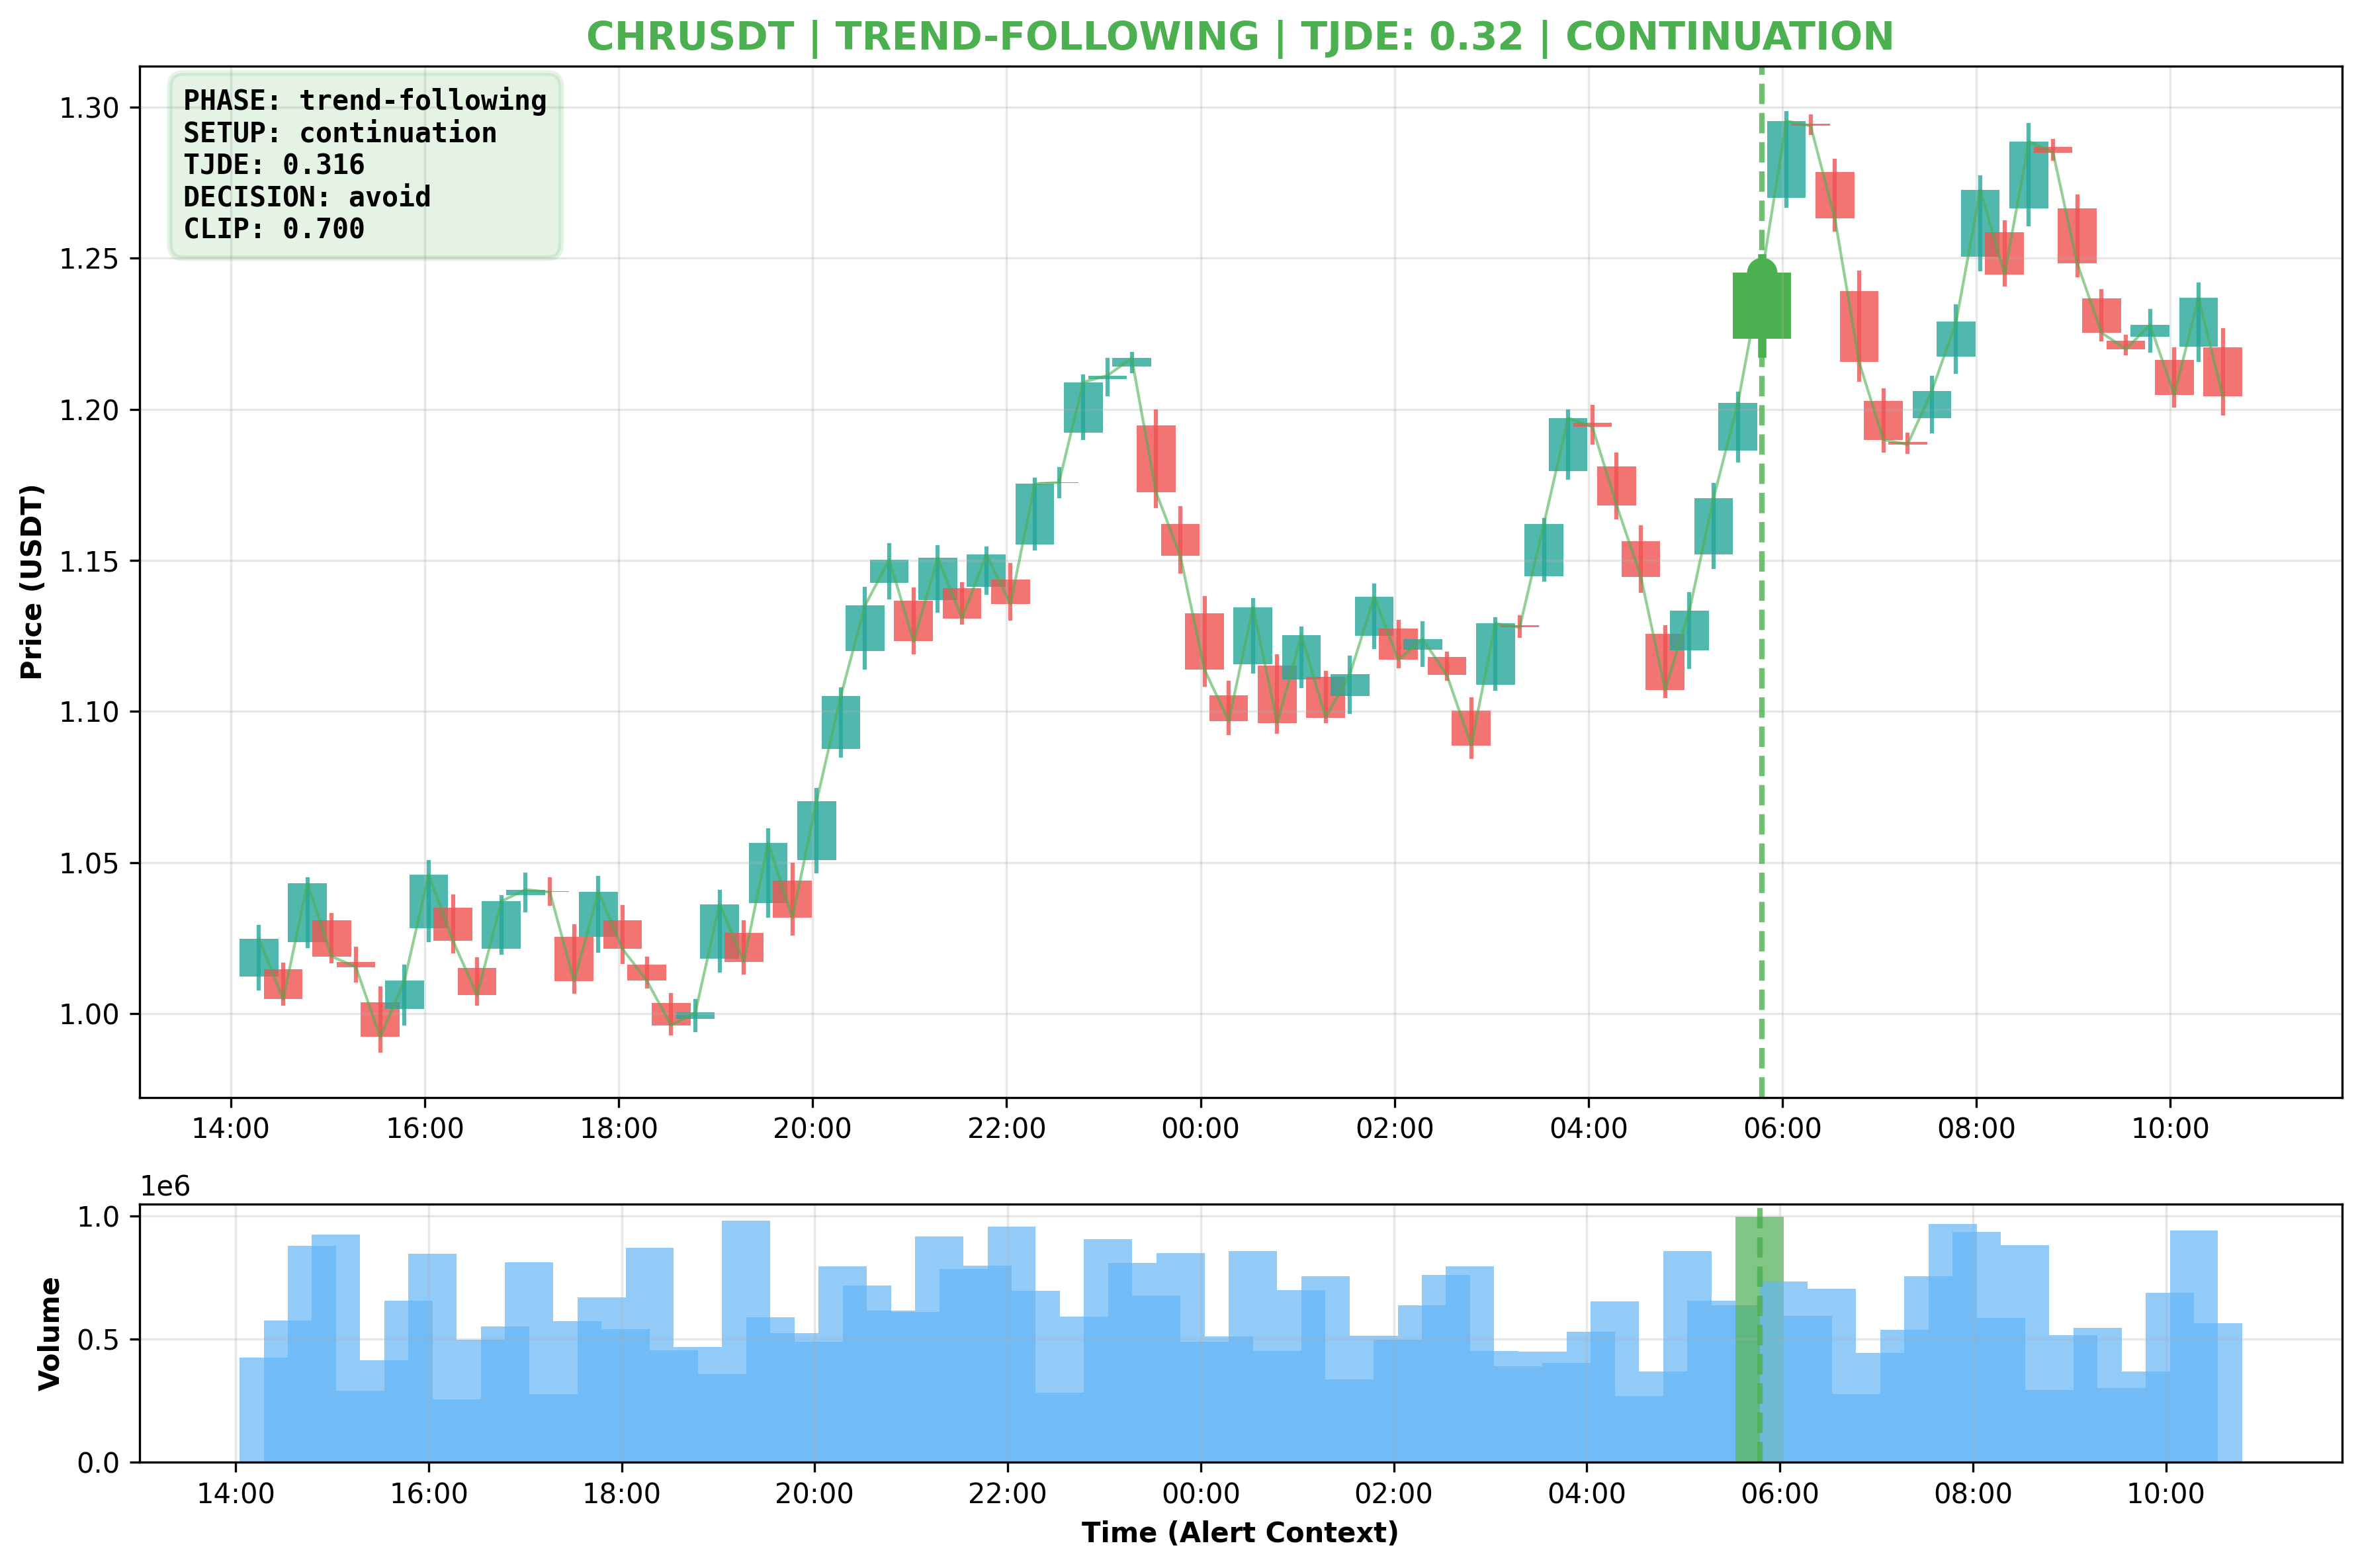 CHRUSDT | TREND-FOLLOWING | TJDE: 0.32 | CONTINUATION
PHASE: trend-following
SETUP: continuation
TJDE: 0.316
DECISION: avoid
CLIP: 0.700
Price (USDT)
1.30
1.25
1.20
1.15
1.10
1.05
1.00
14:00 16:00 18:00 20:00 22:00 00:00 02:00 04:00 06:00 08:00 10:00
1e6
Volume
1.0
0.5
0.0
14:00 16:00 18:00 20:00 22:00 00:00 02:00 04:00 06:00 08:00 10:00
Time (Alert Context)